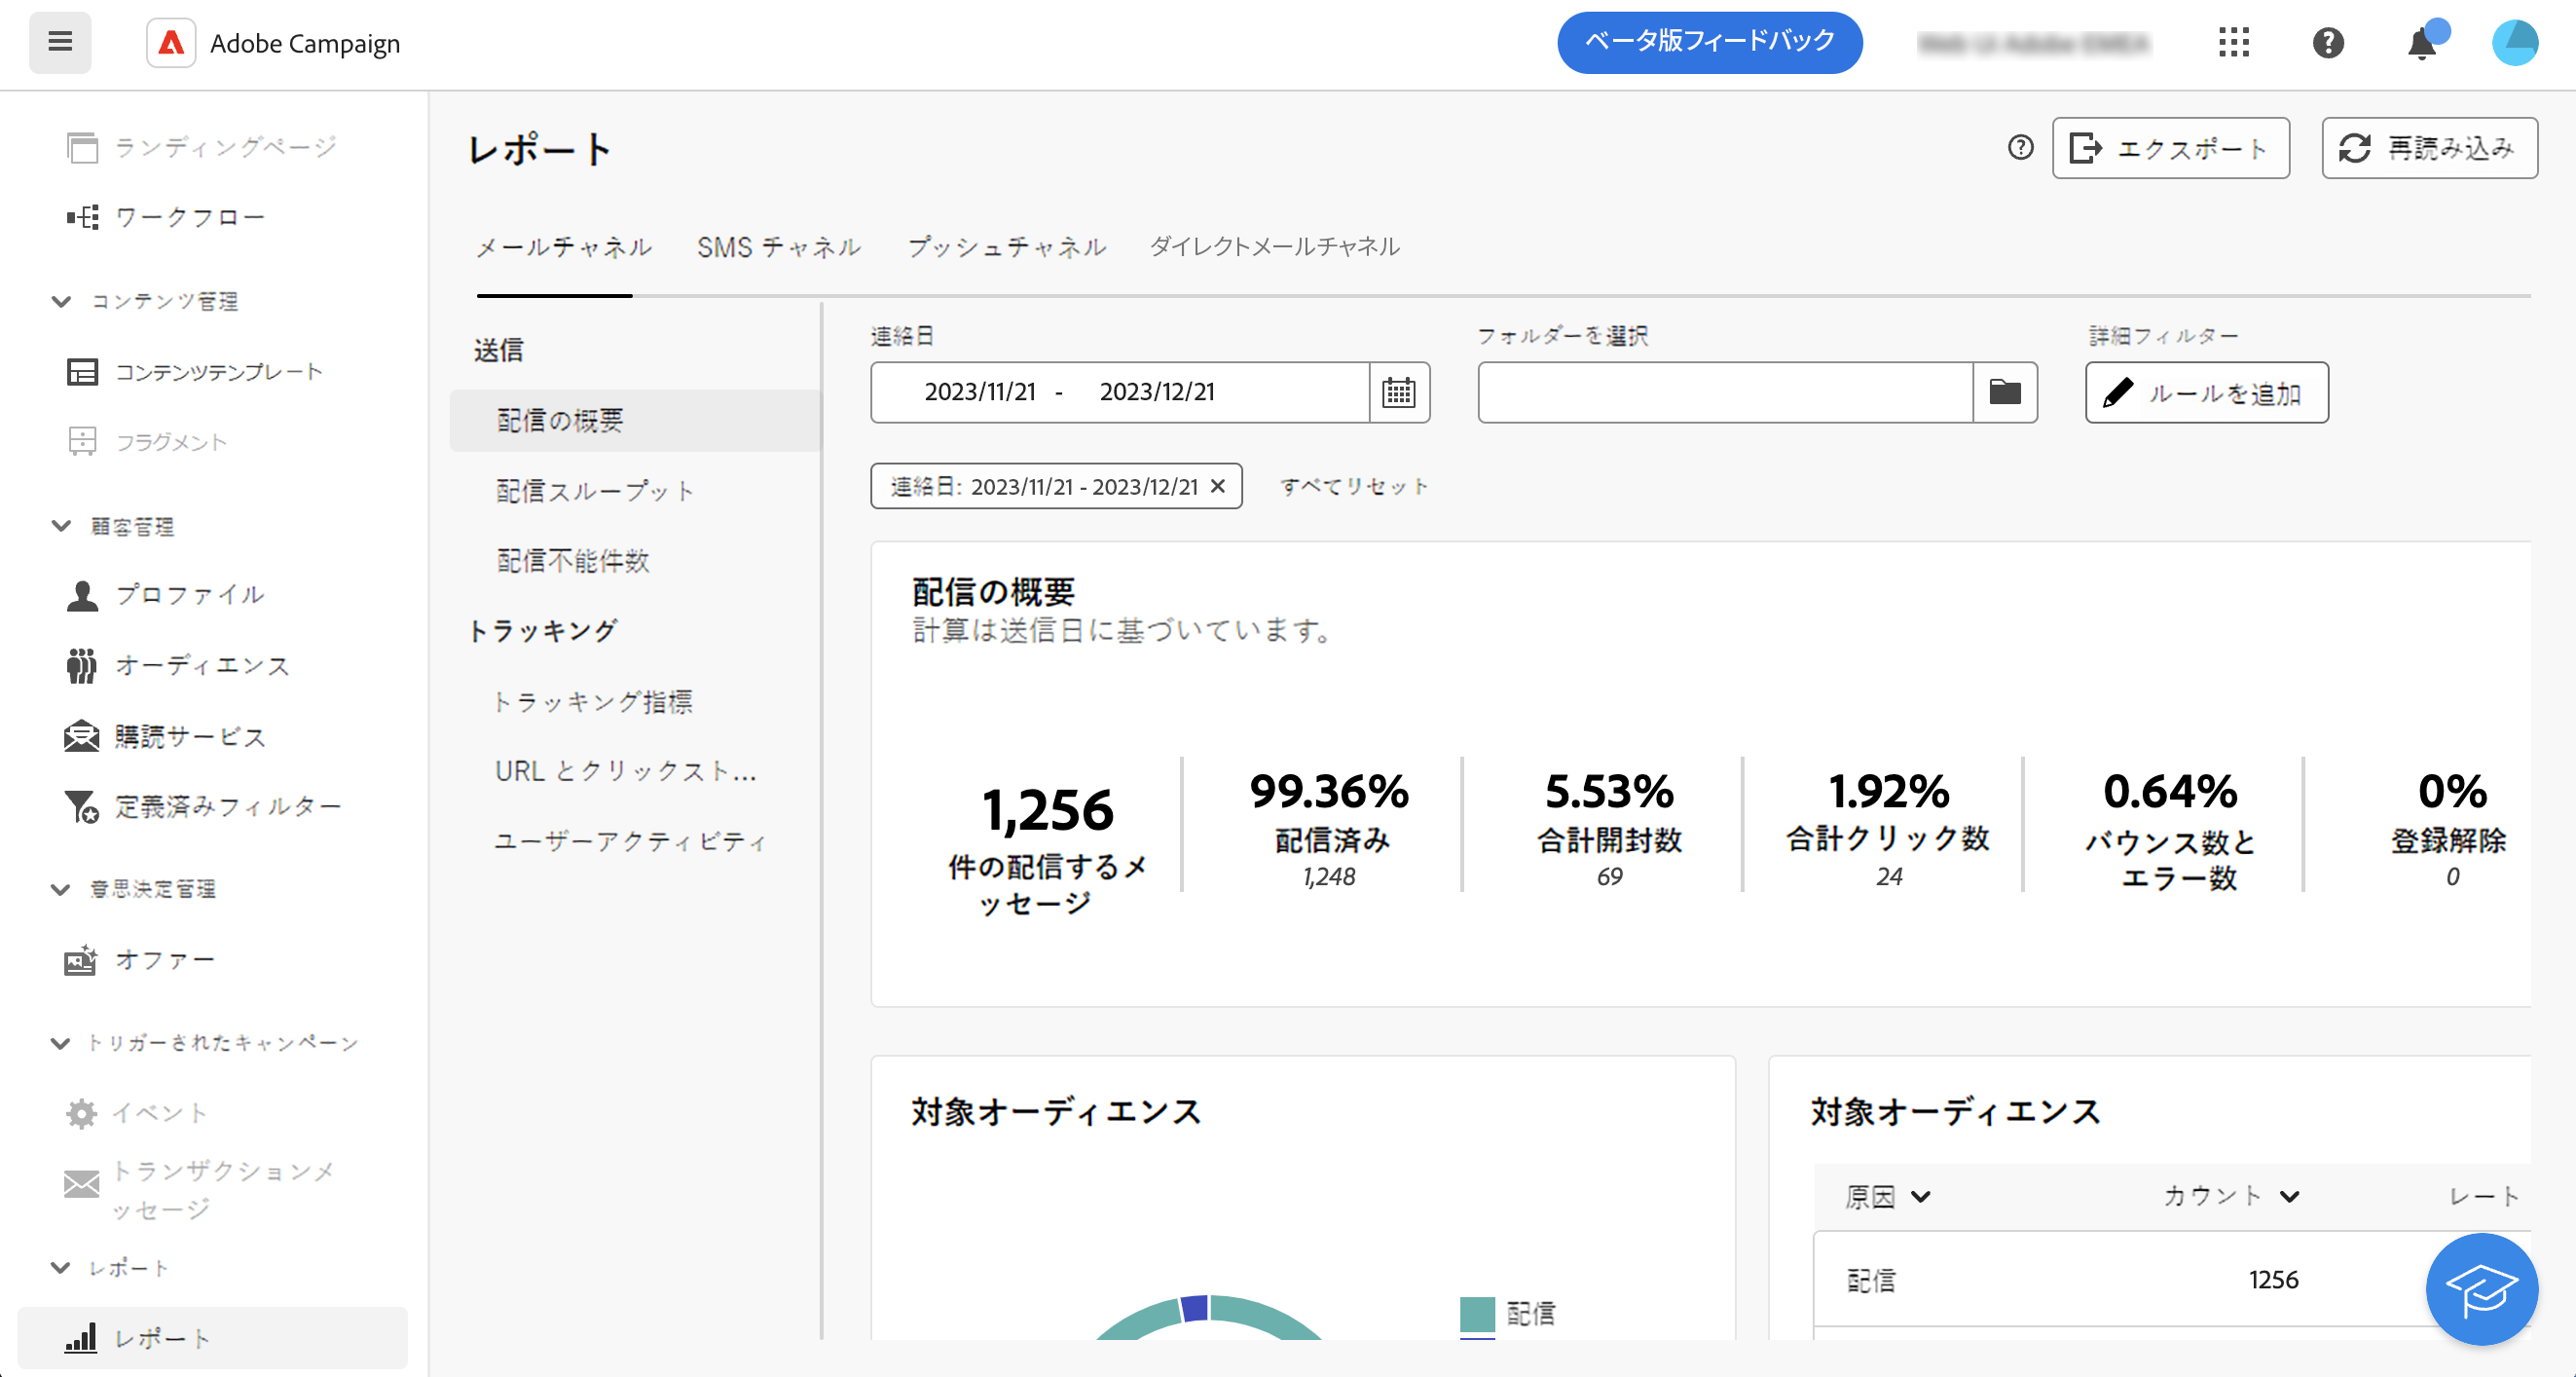 Adobe Campaign
ベータ版フィードバック
ランディングページ
ワークフロー
コンテンツ管理
コンテンツテンプレート
フラグメント
顧客管理
プロファイル
オーディエンス
購読サービス
定義済みフィルター
意思決定管理
オファー
トリガーされたキャンペーン
イベント
トランザクションメ
ッセージ
レポート
レポート
レポート
エクスポート
再読み込み
メールチャネル
SMS チャネル
プッシュチャネル
ダイレクトメールチャネル
送信
配信の概要
配信スループット
配信不能件数
トラッキング
トラッキング指標
URL とクリックスト...
ユーザーアクティビティ
連絡日
2023/11/21 - 2023/12/21
フォルダーを選択
詳細フィルター
ルールを追加
連絡日: 2023/11/21 - 2023/12/21
すべてリセット
配信の概要
計算は送信日に基づいています。
1,256
件の配信するメ
ッセージ
99.36%
配信済み
1,248
5.53%
合計開封数
69
1.92%
合計クリック数
24
0.64%
バウンス数と
エラー数
0%
登録解除
0
対象オーディエンス
配信
対象オーディエンス
原因
カウント
レート
配信
1256